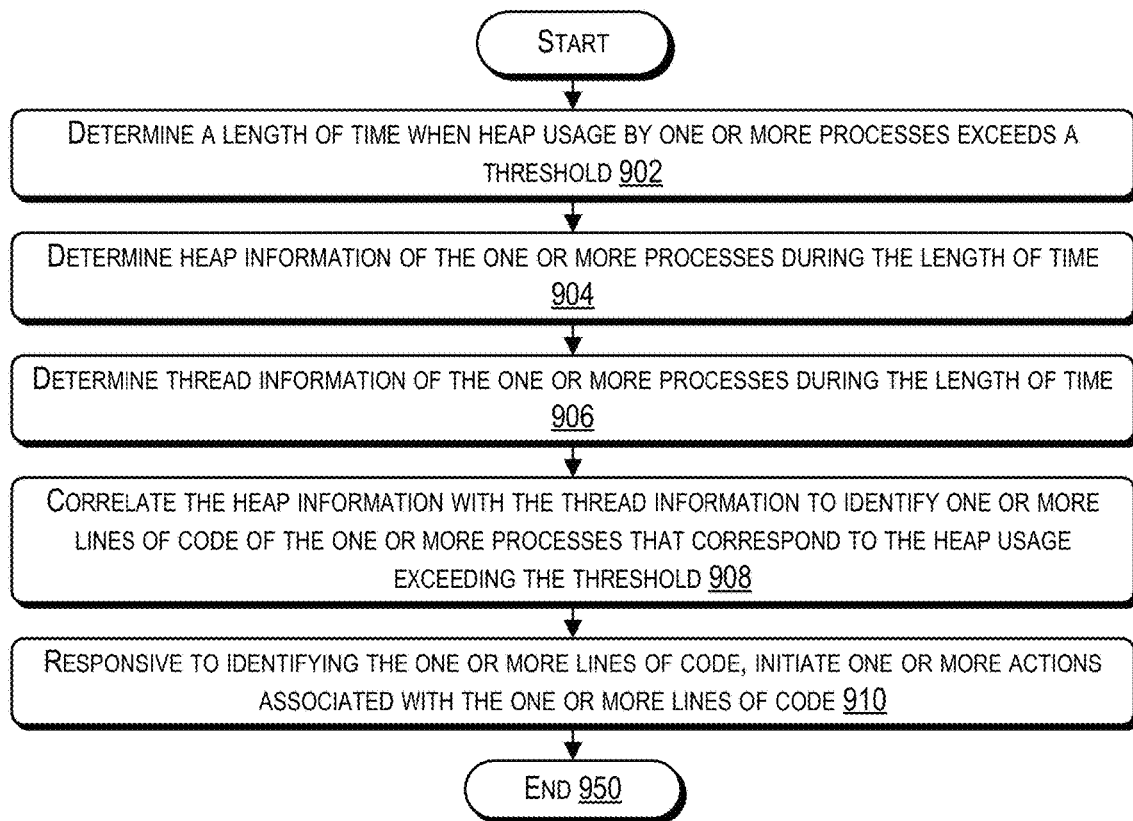 START
DETERMINE A LENGTH OF TIME WHEN HEAP USAGE BY ONE OR MORE PROCESSES EXCEEDS A
THRESHOLD 902
DETERMINE HEAP INFORMATION OF THE ONE OR MORE PROCESSES DURING THE LENGTH OF TIME
904
DETERMINE THREAD INFORMATION OF THE ONE OR MORE PROCESSES DURING THE LENGTH OF TIME
906
CORRELATE THE HEAP INFORMATION WITH THE THREAD INFORMATION TO IDENTIFY ONE OR MORE
LINES OF CODE OF THE ONE OR MORE PROCESSES THAT CORRESPOND TO THE HEAP USAGE
EXCEEDING THE THRESHOLD 908
RESPONSIVE TO IDENTIFYING THE ONE OR MORE LINES OF CODE, INITIATE ONE OR MORE ACTIONS
ASSOCIATED WITH THE ONE OR MORE LINES OF CODE 910
END 950